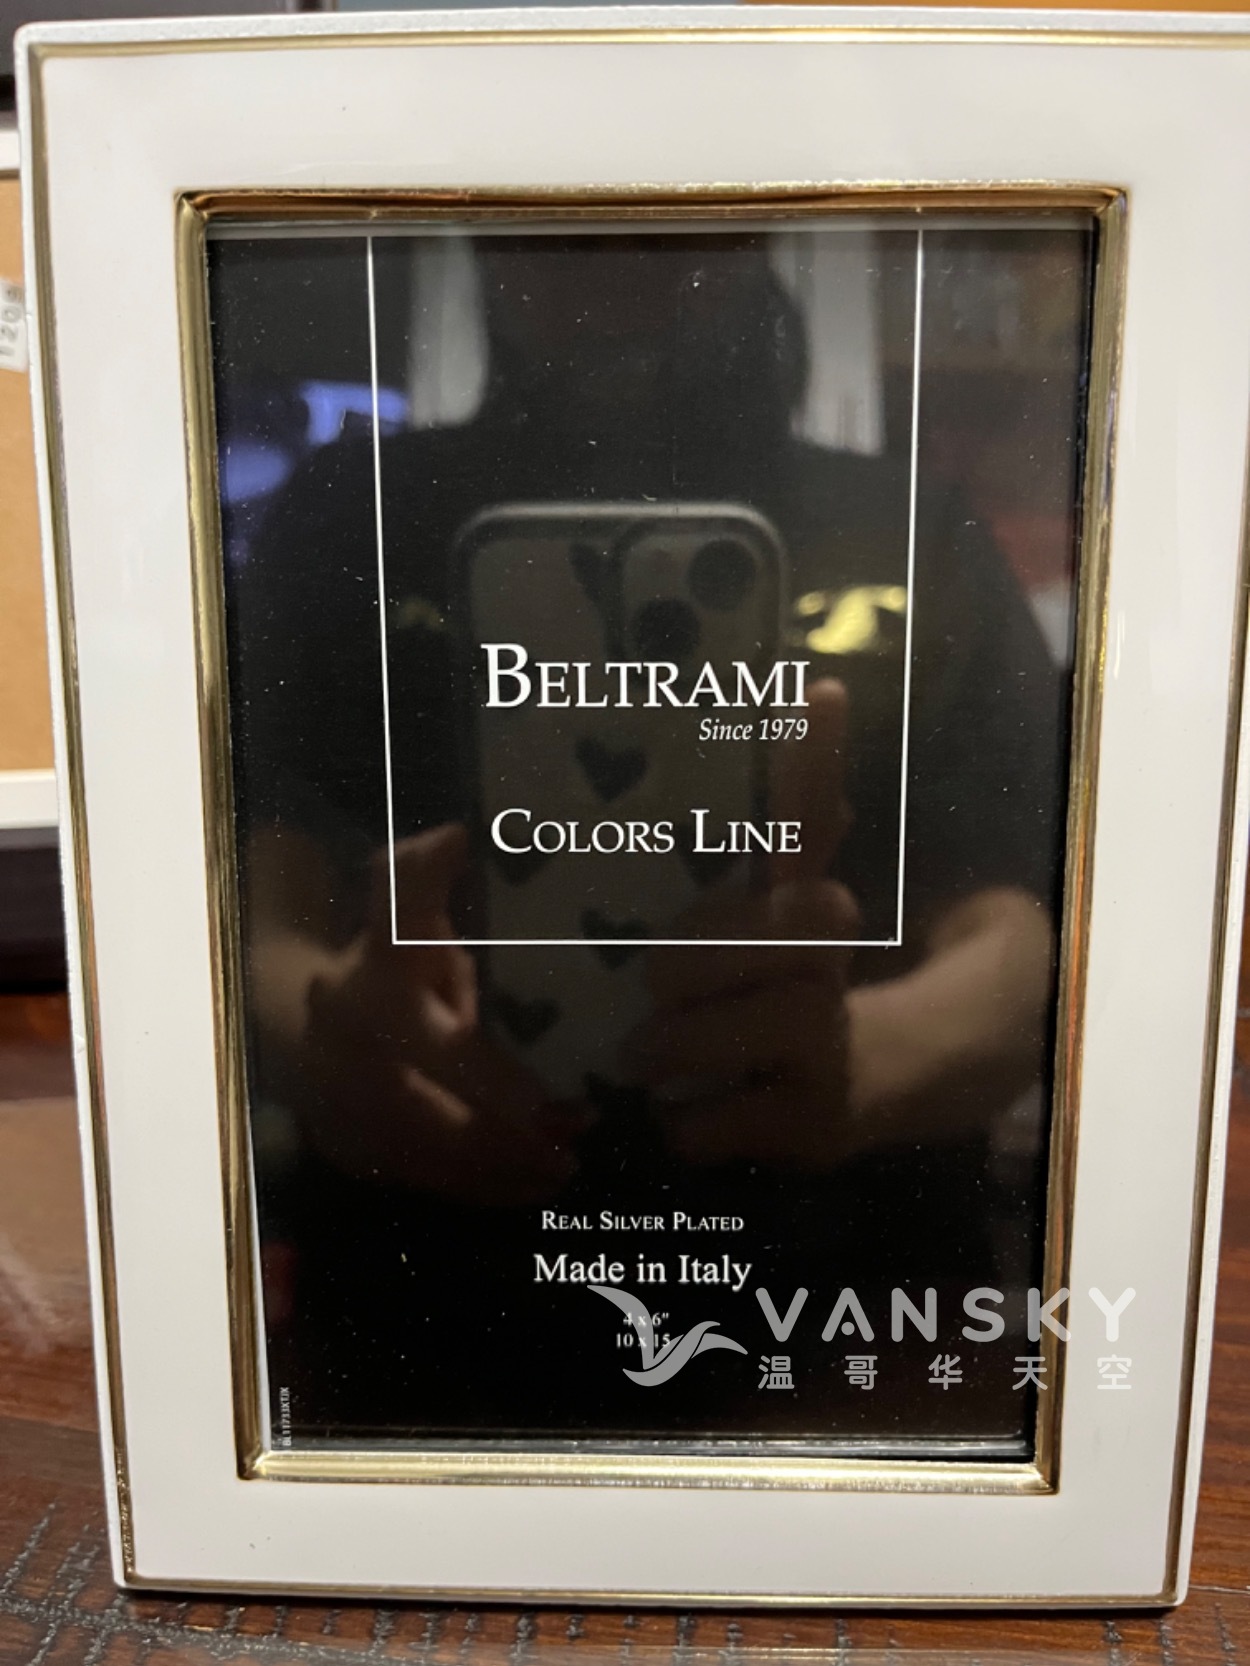 BELTRAMI
Since 1979
COLORS LINE
REAL SILVER PLATED
Made in Italy
4 x 6"
10 x 15
VANSKY
温哥华天空